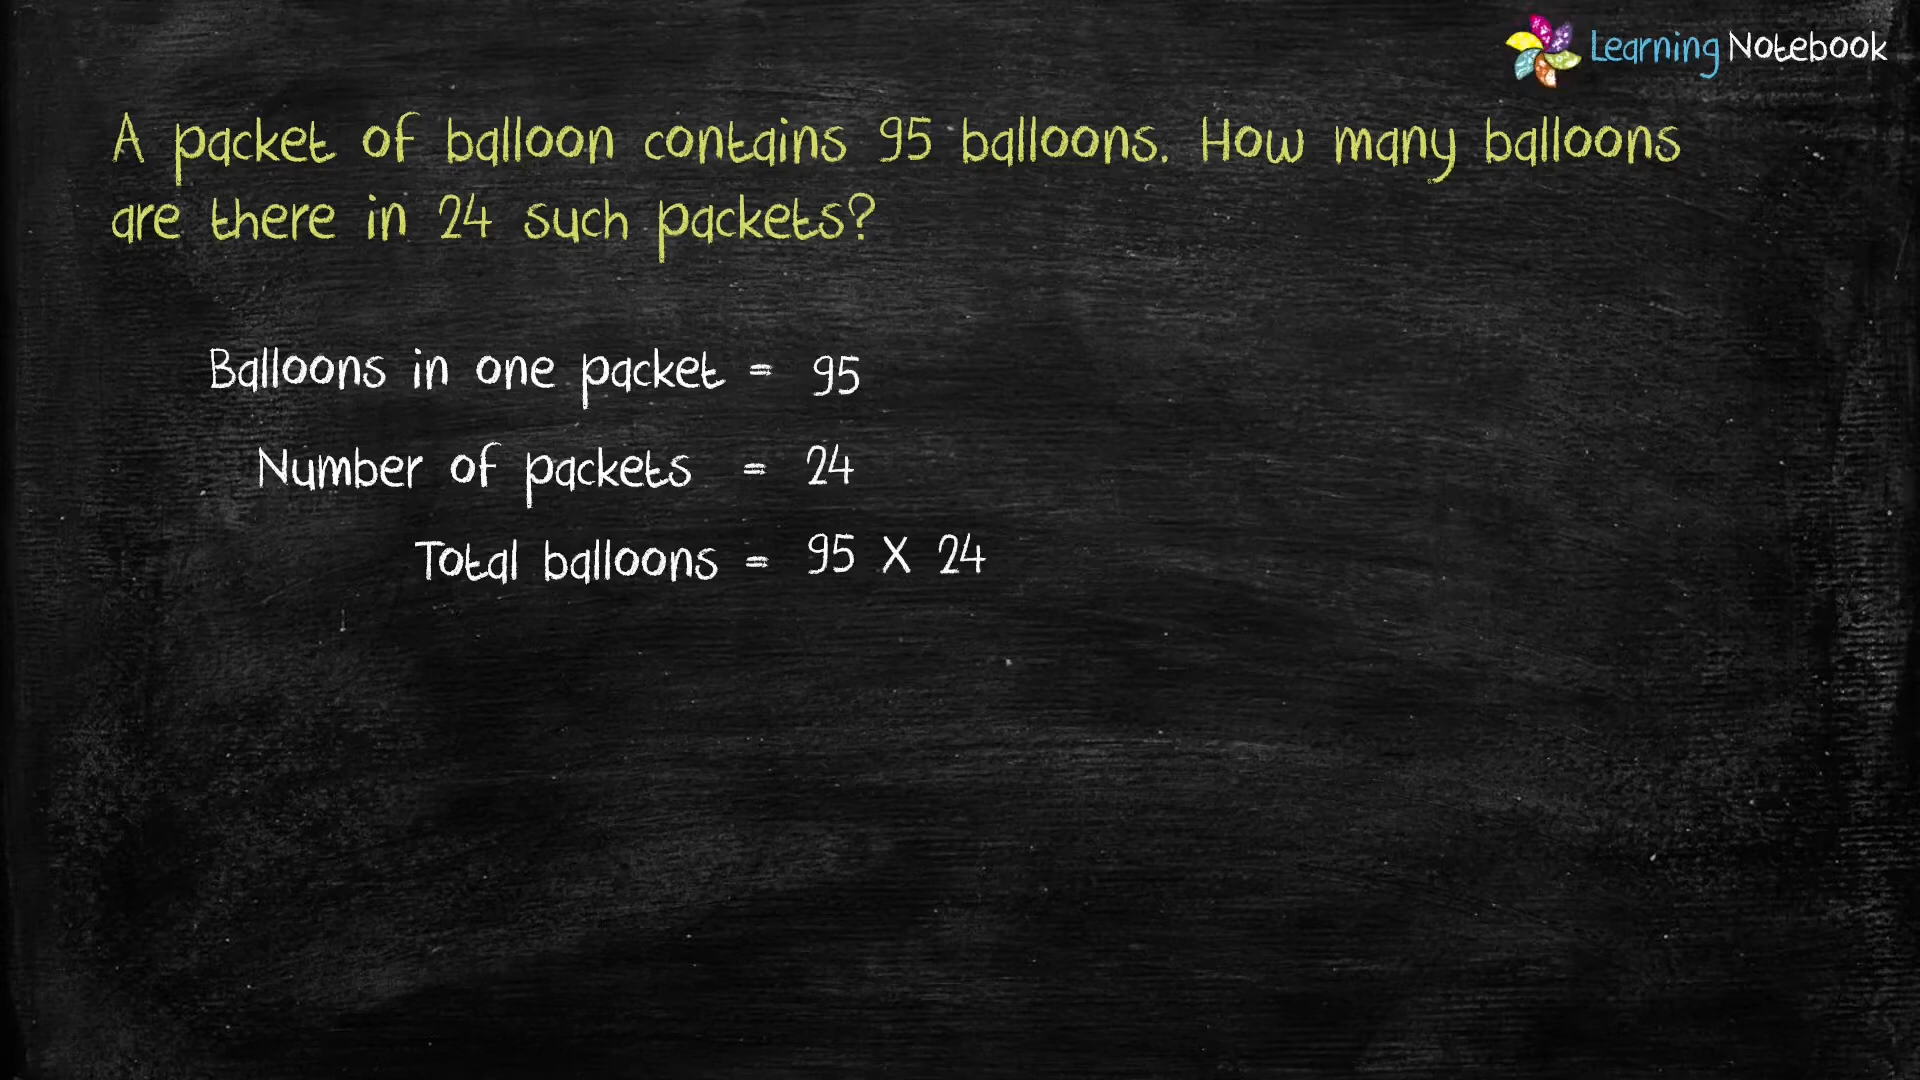 Learning Notebook
A packet of balloon contains 95 balloons. How many balloons
are there in 24 such packets?
Balloons in one packet = 95
Number of packets = 24
Total balloons = 95 X 24